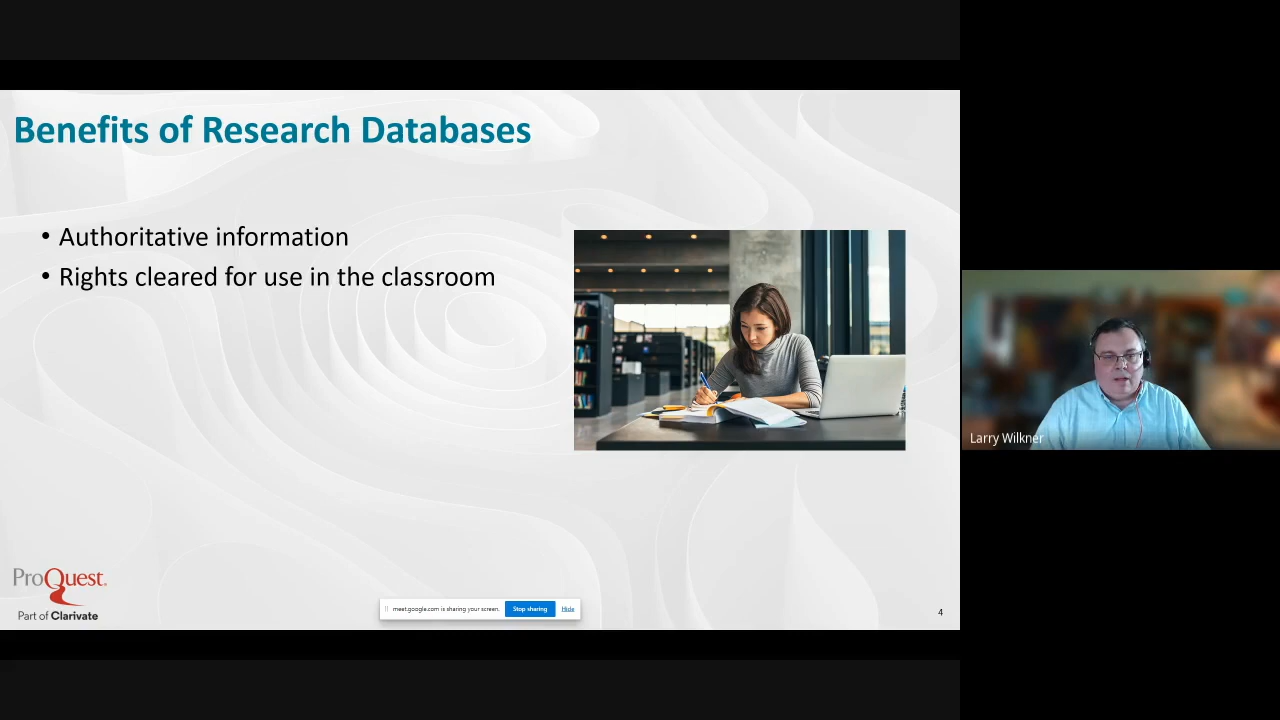 Benefits of Research Databases
• Authoritative information
• Rights cleared for use in the classroom
ProQuest.
Part of Clarivate
meet.google.com is sharing your screen.
Stop sharing
Hide
4
Larry Wilkner